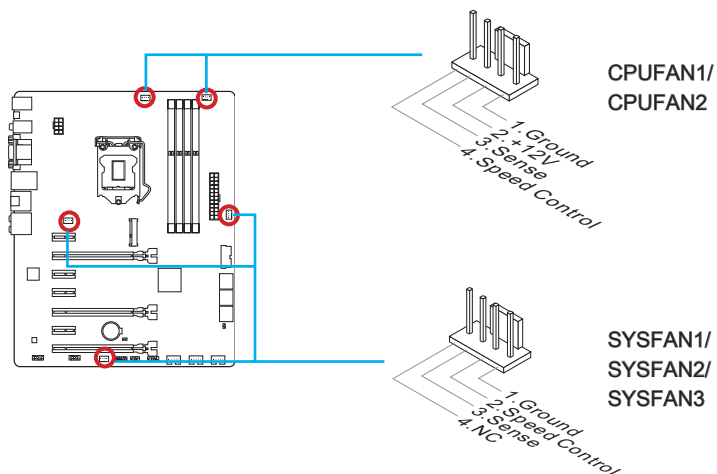 CPUFAN1/
CPUFAN2
1.Ground
2.+12V
3.Sense
4.Speed Control
SYSFAN1/
SYSFAN2/
SYSFAN3
1.Ground
2.Speed Control
3.Sense
4.NC